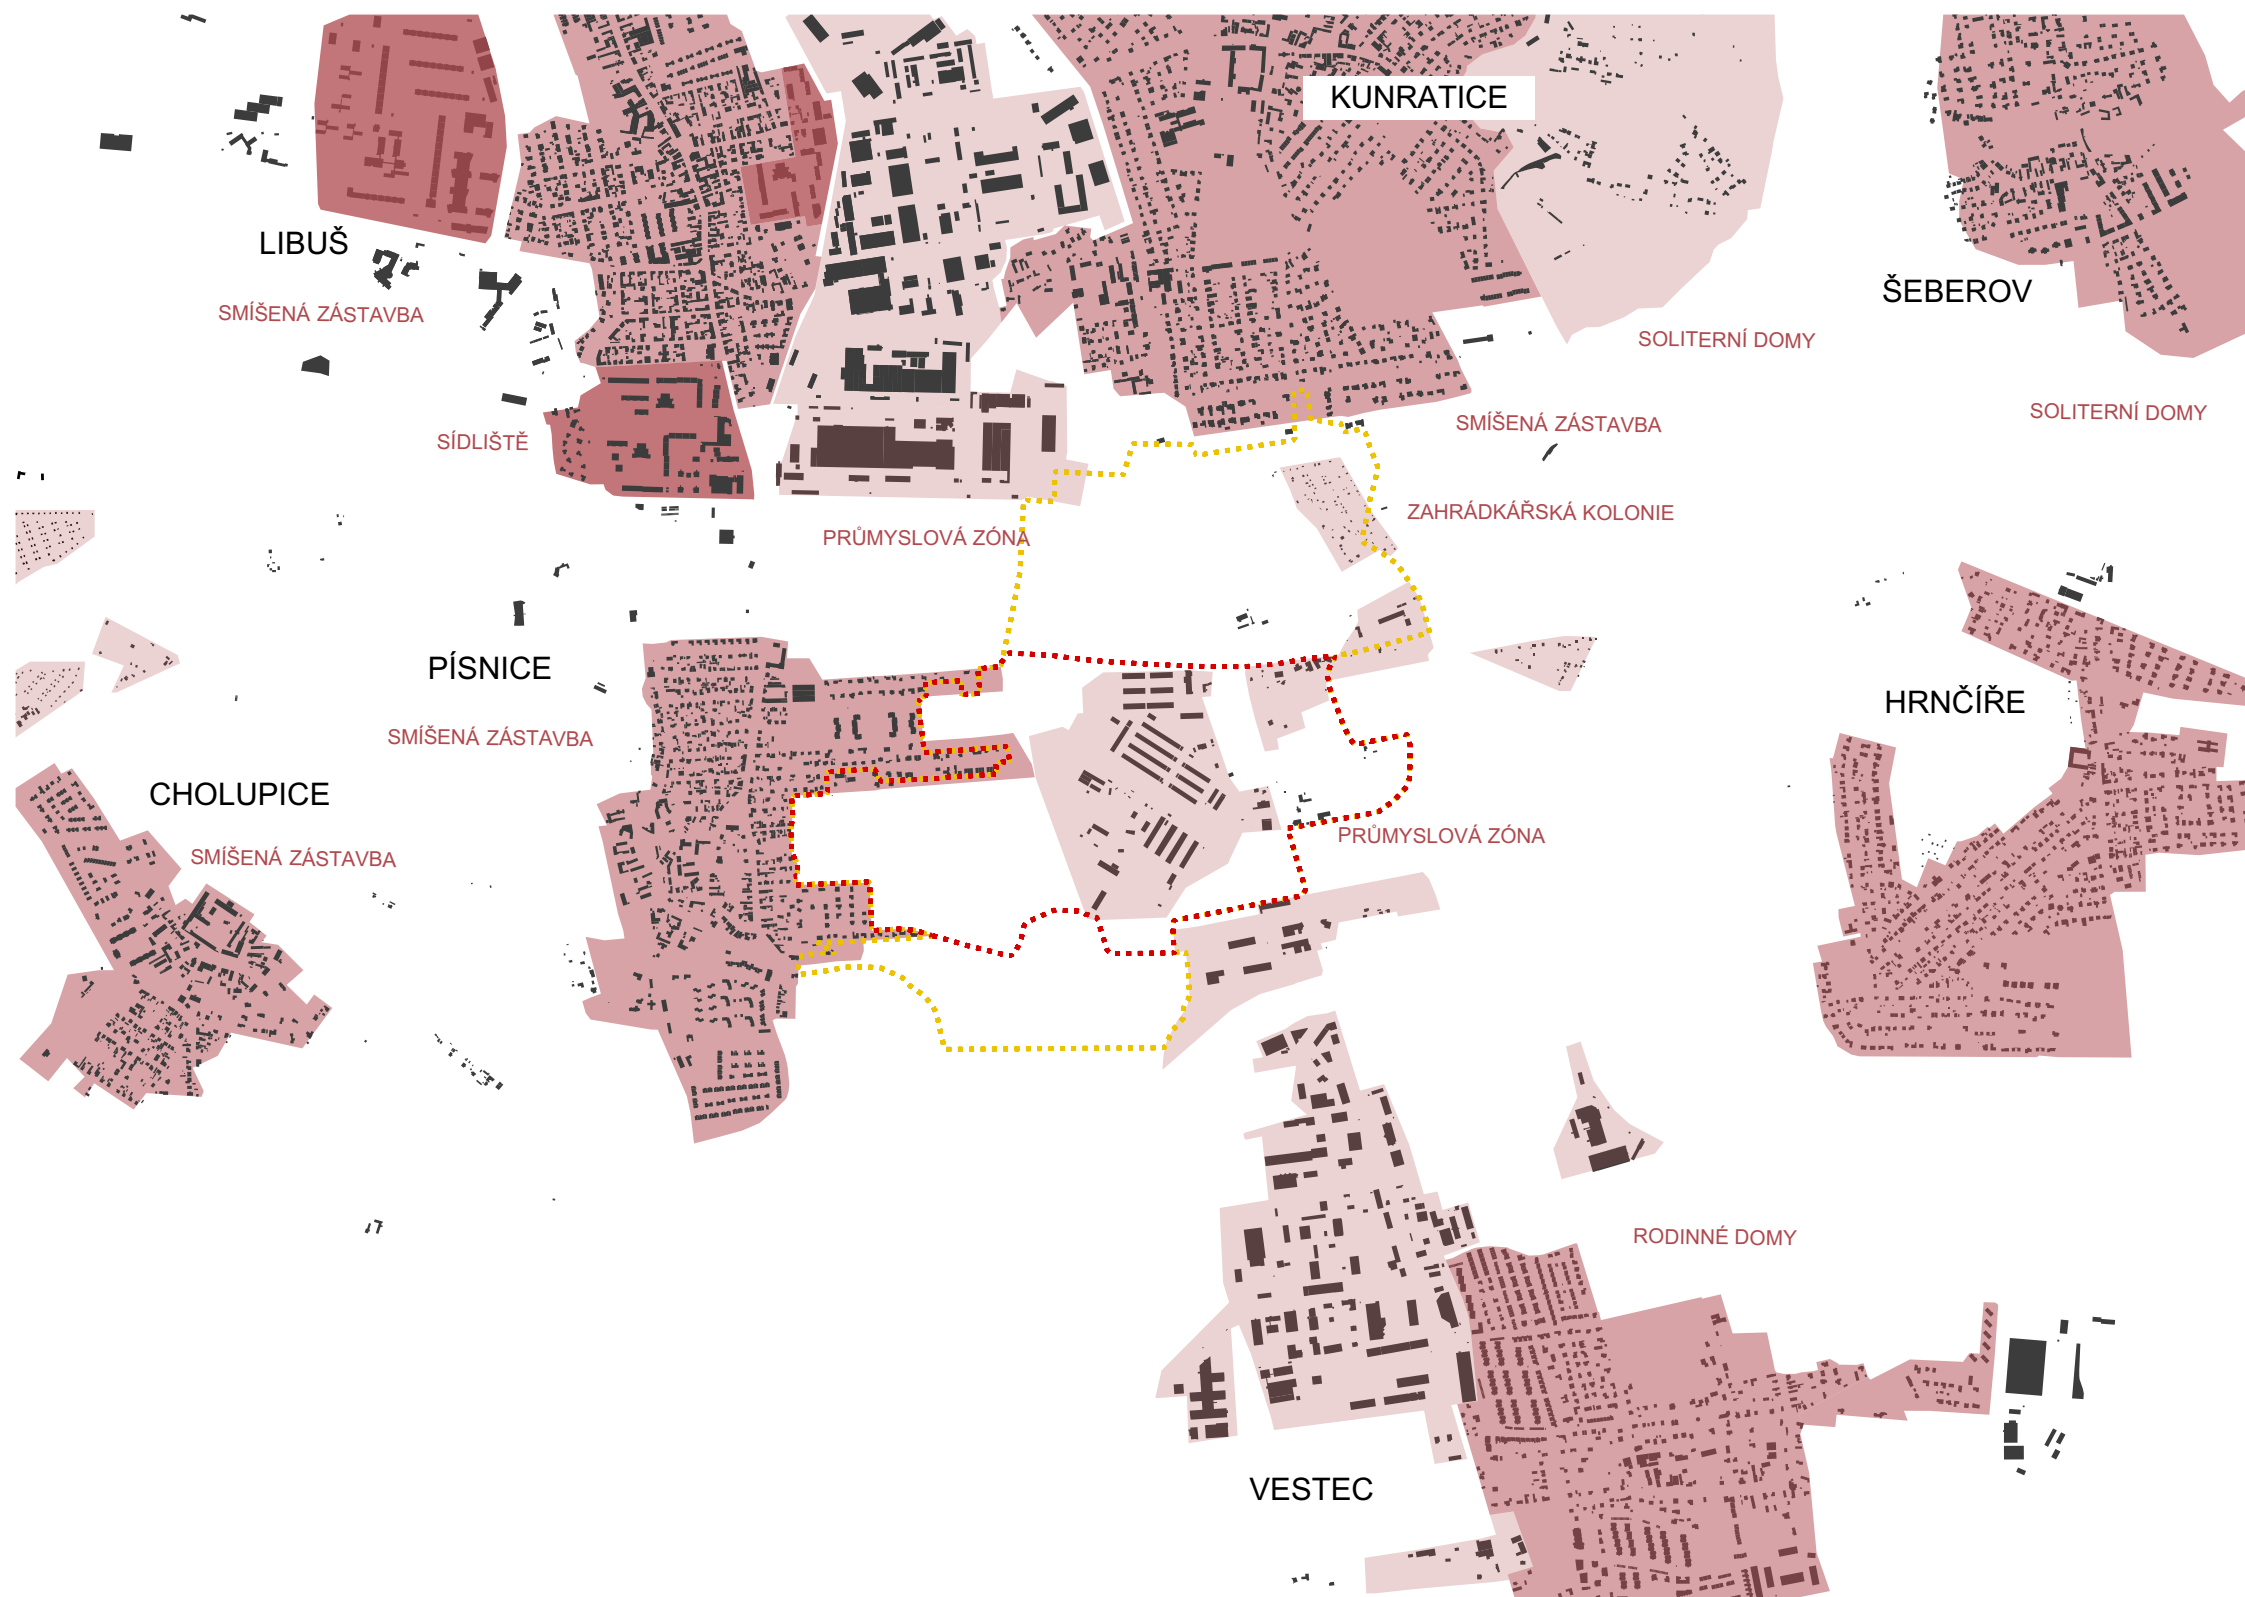 KUNRATICE
LIBUŠ
ŠEBEROV
SMÍŠENÁ ZÁSTAVBA
SOLITERNÍ DOMY
SOLITERNÍ DOMY
SMÍŠENÁ ZÁSTAVBA
SÍDLIŠTĚ
ZAHRÁDKÁŘSKÁ KOLONIE
PRŮMYSLOVÁ ZÓNA
PÍSNICE
HRNČÍŘE
SMÍŠENÁ ZÁSTAVBA
CHOLUPICE
PRŮMYSLOVÁ ZÓNA
SMÍŠENÁ ZÁSTAVBA
RODINNÉ DOMY
VESTEC